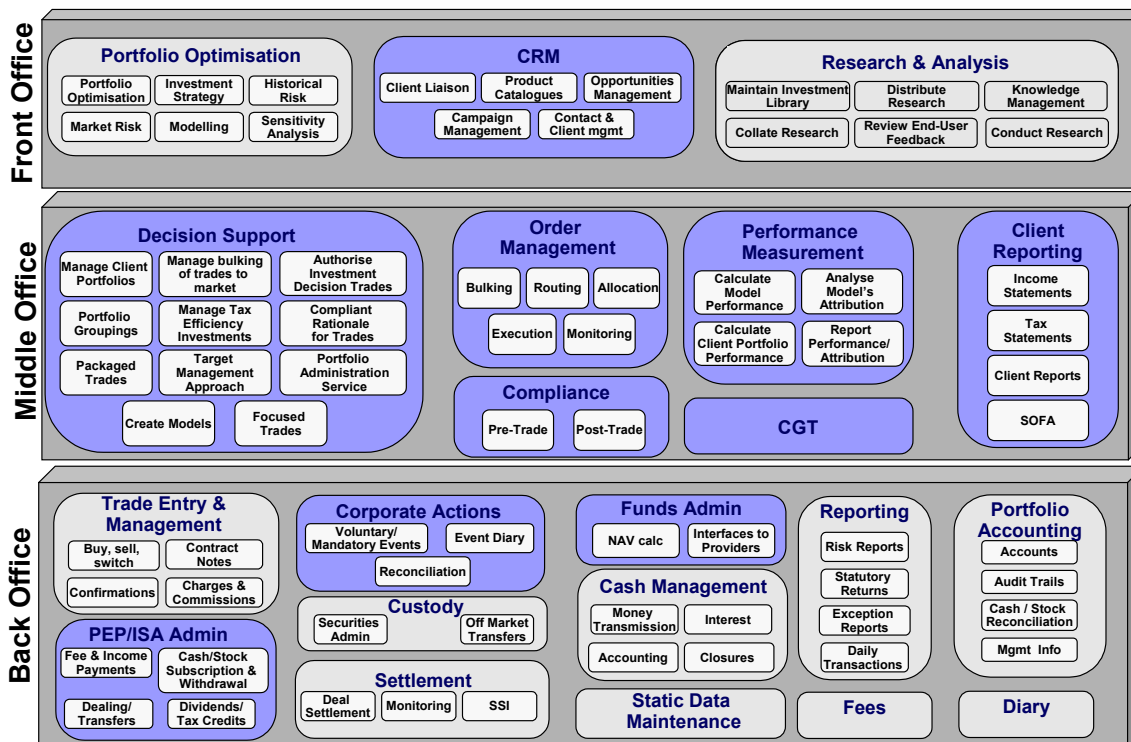 Front Office
Portfolio Optimisation
Portfolio
Optimisation
Investment
Strategy
Historical
Risk
Market Risk
Modelling
Sensitivity
Analysis
CRM
Client Liaison
Product
Catalogues
Opportunities
Management
Campaign
Management
Contact &
Client mgmt
Research & Analysis
Maintain Investment
Library
Distribute
Research
Knowledge
Management
Collate Research
Review End-User
Feedback
Conduct Research
Middle Office
Decision Support
Manage Client
Portfolios
Manage bulking
of trades to
market
Authorise
Investment
Decision Trades
Portfolio
Groupings
Manage Tax
Efficiency
Investments
Compliant
Rationale
for Trades
Packaged
Trades
Target
Management
Approach
Portfolio
Administration
Service
Create Models
Focused
Trades
Order
Management
Bulking
Routing
Allocation
Execution
Monitoring
Compliance
Pre-Trade
Post-Trade
Performance
Measurement
Calculate
Model
Performance
Analyse
Model's
Attribution
Calculate
Client Portfolio
Performance
Report
Performance/
Attribution
CGT
Client
Reporting
Income
Statements
Tax
Statements
Client Reports
SOFA
Back Office
Trade Entry &
Management
Buy, sell,
switch
Contract
Notes
Confirmations
Charges &
Commissions
PEP/ISA Admin
Fee & Income
Payments
Cash/Stock
Subscription &
Withdrawal
Dealing/
Transfers
Dividends/
Tax Credits
Corporate Actions
Voluntary/
Mandatory Events
Event Diary
Reconciliation
Custody
Securities
Admin
Off Market
Transfers
Settlement
Deal
Settlement
Monitoring
SSI
Funds Admin
NAV calc
Interfaces to
Providers
Cash Management
Money
Transmission
Interest
Accounting
Closures
Static Data
Maintenance
Reporting
Risk Reports
Statutory
Returns
Exception
Reports
Daily
Transactions
Fees
Portfolio
Accounting
Accounts
Audit Trails
Cash / Stock
Reconciliation
Mgmt Info
Diary